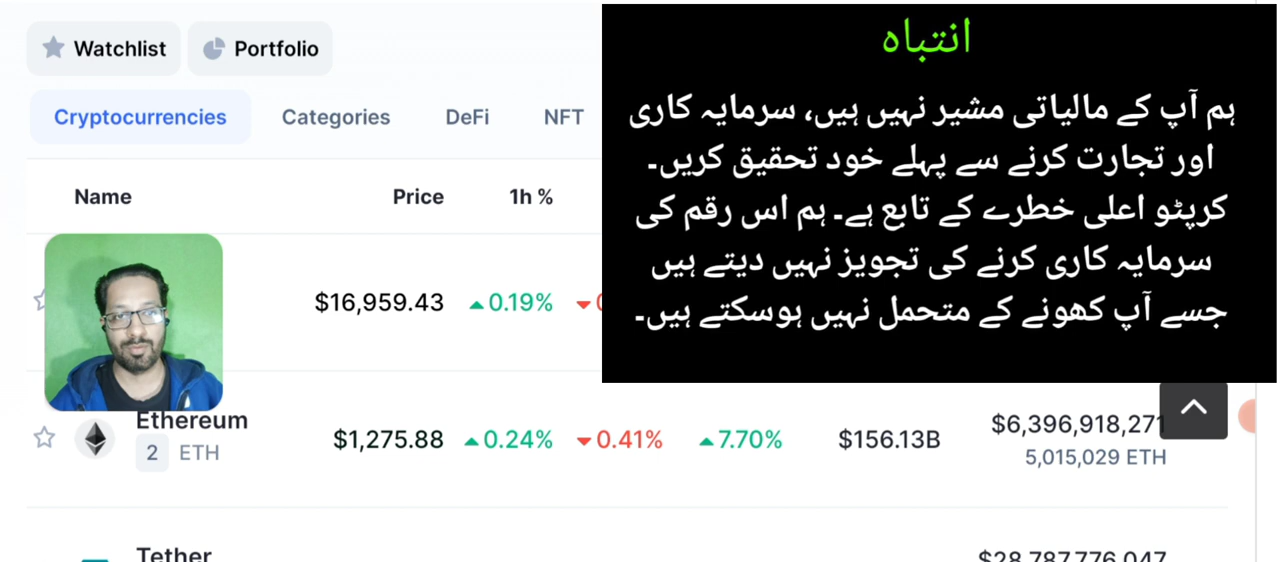 Watchlist Portfolio
Cryptocurrencies Categories DeFi NFT
Name Price 1h %
$16,959.43 0.19%
انتباہ
ہم آپ کے مالیاتی مشیر نہیں ہیں، سرمایہ کاری
اور تجارت کرنے سے پہلے خود تحقیق کریں۔
کرپٹو اعلی خطرے کے تابع ہے۔ ہم اس رقم کی
سرمایہ کاری کرنے کی تجویز نہیں دیتے ہیں
جسے آپ کھونے کے متحمل نہیں ہوسکتے ہیں۔
Ethereum
2 ETH
$1,275.88 0.24% 0.41% 7.70% $156.13B $6,396,918,271
5,015,029 ETH
Tether
$28,787,776,047